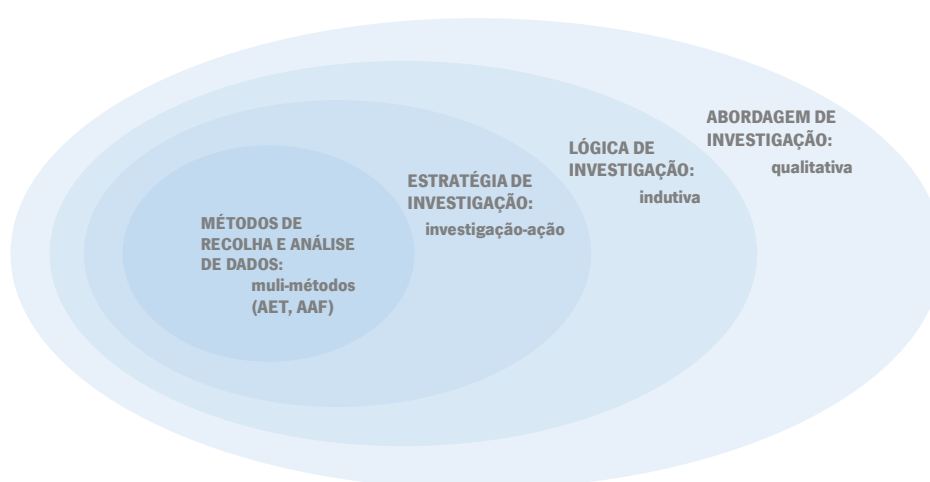 ABORDAGEM DE
INVESTIGAÇÃO:
qualitativa
LÓGICA DE
INVESTIGAÇÃO:
indutiva
ESTRATÉGIA DE
INVESTIGAÇÃO:
investigação-ação
MÉTODOS DE
RECOLHA E ANÁLISE
DE DADOS:
muli-métodos
(AET, AAF)